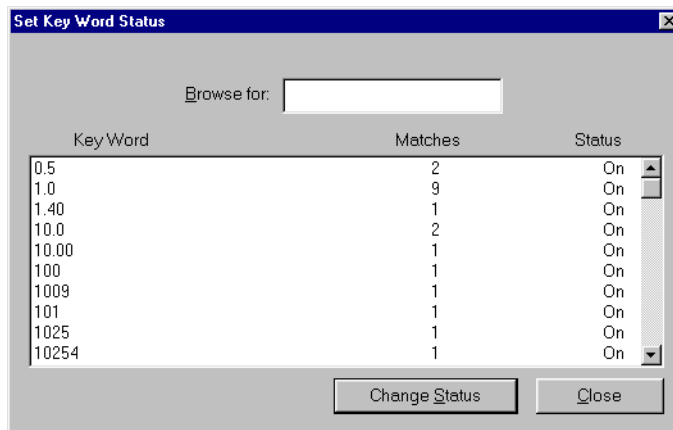 Set Key Word Status
Browse for:
Key Word Matches Status
0.5 2 On
1.0 9 On
1.40 1 On
10.0 2 On
10.00 1 On
100 1 On
1009 1 On
101 1 On
1025 1 On
10254 1 On
Change Status Close